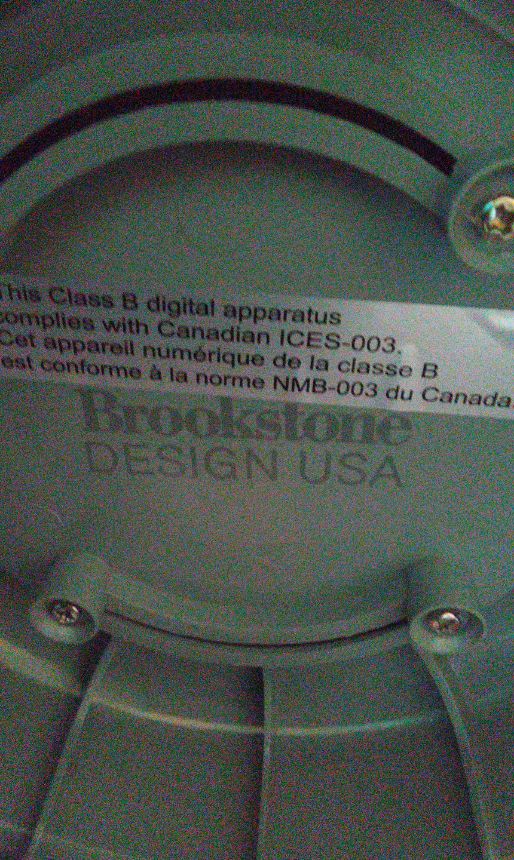 This Class B digital apparatus
complies with Canadian ICES-003.
Cet appareil numérique de la classe B
est conforme à la norme NMB-003 du Canada.
Brookstone
DESIGN USA